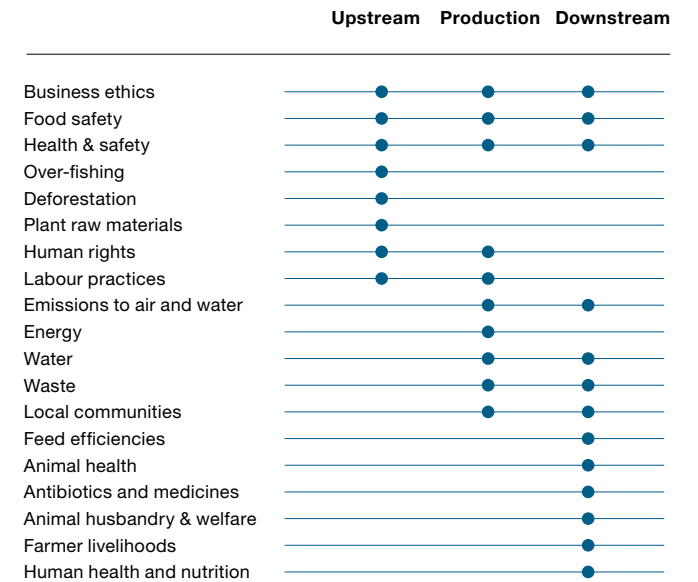 Upstream Production Downstream
Business ethics
Food safety
Health & safety
Over-fishing
Deforestation
Plant raw materials
Human rights
Labour practices
Emissions to air and water
Energy
Water
Waste
Local communities
Feed efficiencies
Animal health
Antibiotics and medicines
Animal husbandry & welfare
Farmer livelihoods
Human health and nutrition